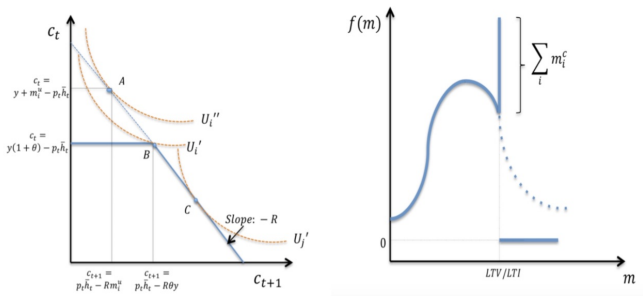 c_t
c_t =
y + m_i^u − p_t h̄_t
c_t =
y(1 + θ) − p_t h̄_t
A
B
C
U_i''
U_i'
U_j'
Slope: − R
c_{t+1} =
p_t h̄_t − Rm_i^u
c_{t+1} =
p_t h̄_t − Rθy
c_{t+1}
f(m)
∑_i m_i^c
0
LTV/LTI
m